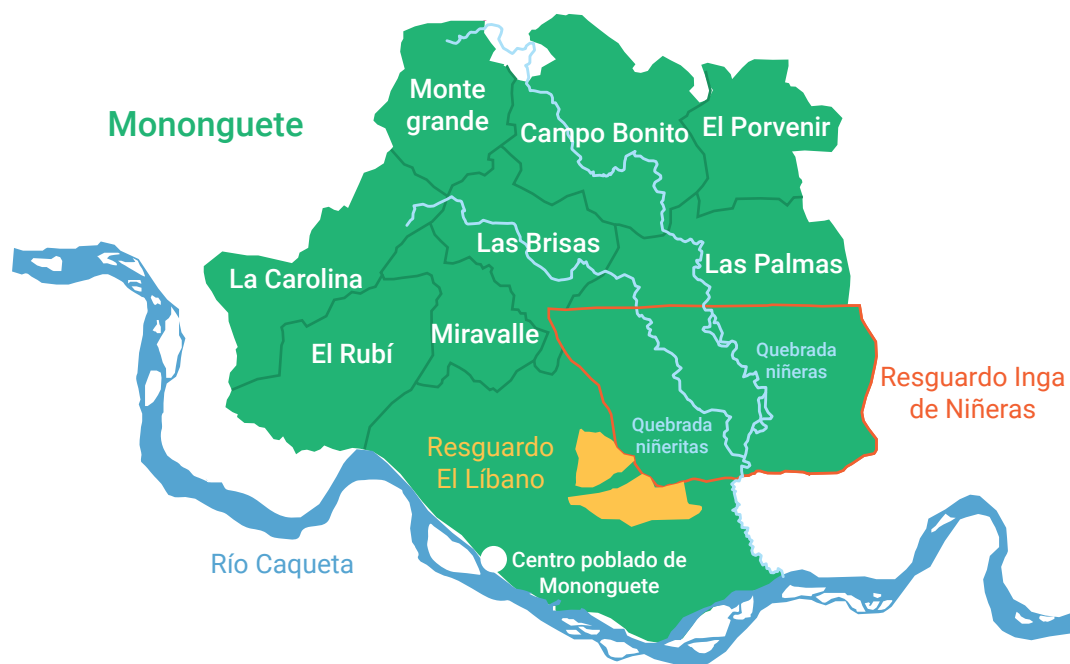 Mononguete
Monte
grande
Campo Bonito
El Porvenir
La Carolina
Las Brisas
Las Palmas
El Rubí
Miravalle
Quebrada
niñeras
Resguardo Inga
de Niñeras
Quebrada
niñeritas
Resguardo
El Líbano
Río Caqueta
Centro poblado de
Mononguete